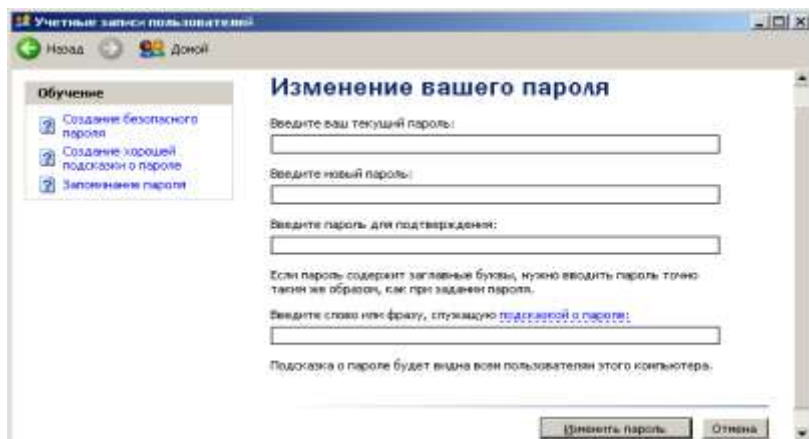 Учетные записи пользователей
Назад Домой
Обучение
Создание безопасного
пароля
Создание хорошей
подсказки о пароле
Запоминание пароля
Изменение вашего пароля
Введите ваш текущий пароль:
Введите новый пароль:
Введите пароль для подтверждения:
Если пароль содержит заглавные буквы, нужно вводить пароль точно
таким же образом, как при задании пароля.
Введите слово или фразу, служащую подсказкой о пароле:
Подсказка о пароле будет видна всем пользователям этого компьютера.
Изменить пароль Отмена